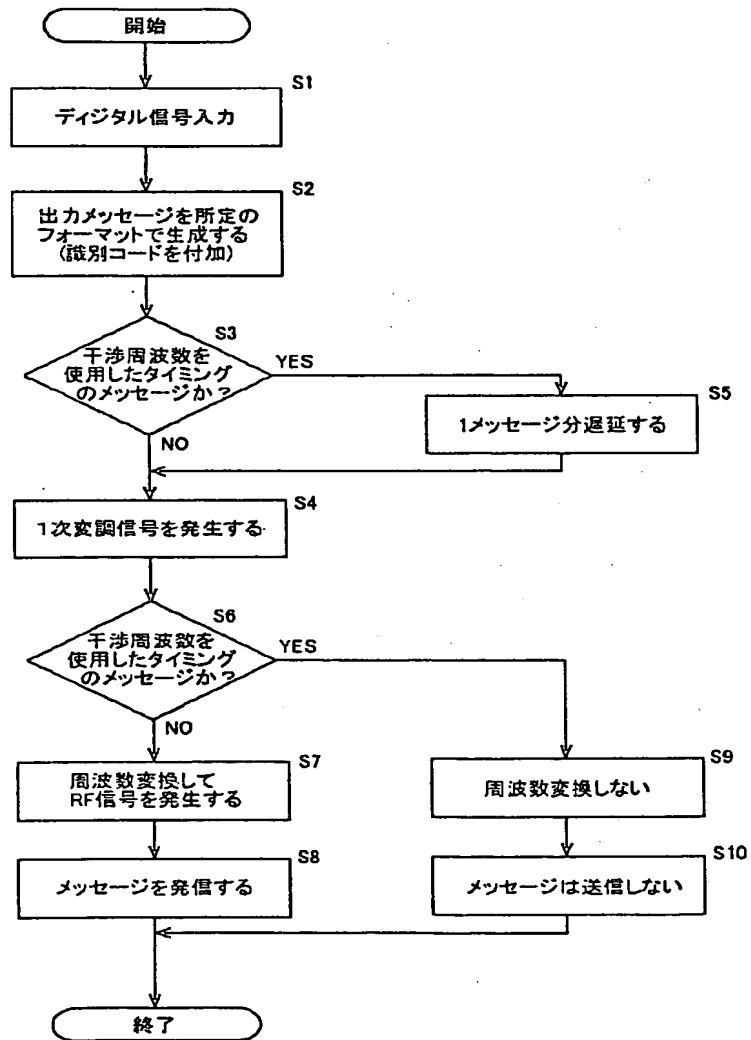 開始
S1
ディジタル信号入力
S2
出力メッセージを所定の
フォーマットで生成する
(識別コードを付加)
S3
干渉周波数を
使用したタイミング
のメッセージか?
YES
NO
S5
1メッセージ分遅延する
S4
1次変調信号を発生する
S6
干渉周波数を
使用したタイミング
のメッセージか?
YES
NO
S7
周波数変換して
RF信号を発生する
S9
周波数変換しない
S8
メッセージを発信する
S10
メッセージは送信しない
終了